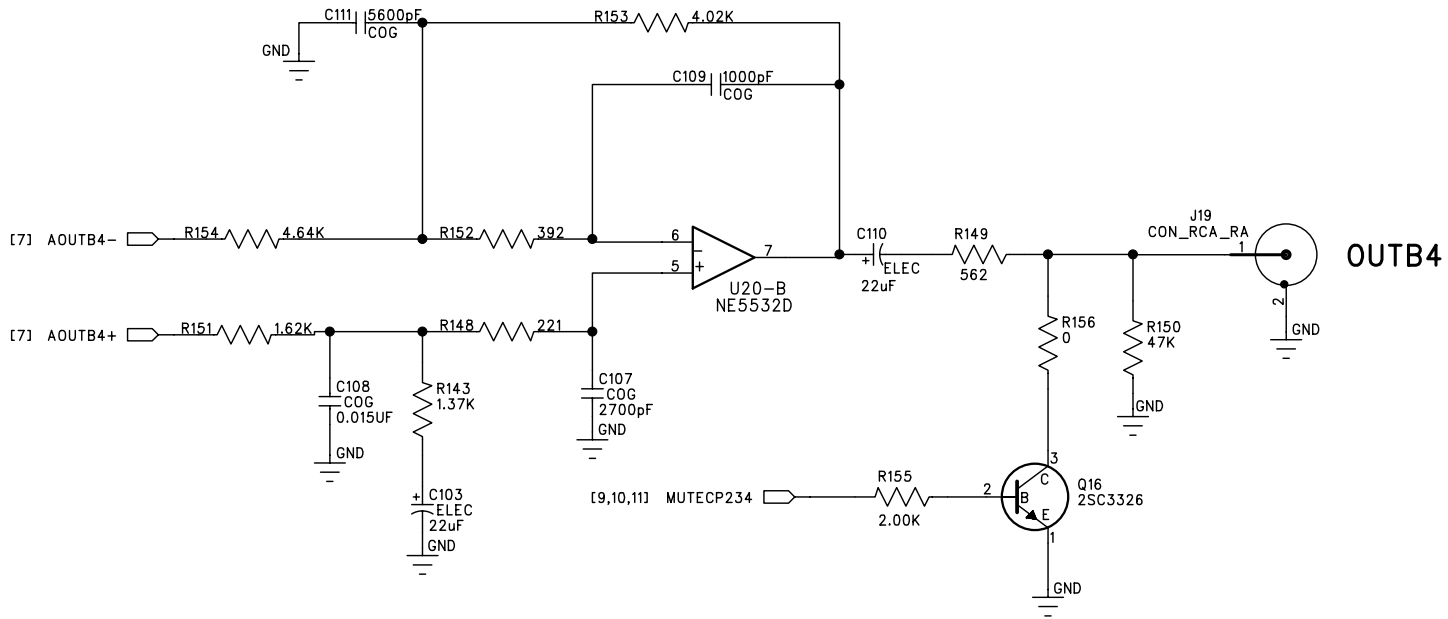 C111 5600pF
COG
GND
R153 4.02K
C109 1000pF
COG
[7] AOUTB4-
R154 4.64K
R152 392
6
5
7
U20-B
NE5532D
C110
+
ELEC
22uF
R149
562
J19
CON_RCA_RA
1
2
GND
OUTB4
[7] AOUTB4+
R151 1.62K
R148 221
C108
COG
0.015UF
GND
R143
1.37K
C107
COG
2700pF
GND
R156
0
R150
47K
GND
+
C103
ELEC
22uF
GND
[9,10,11] MUTECP234
R155
2.00K
2
B
3
C
E
1
Q16
2SC3326
GND